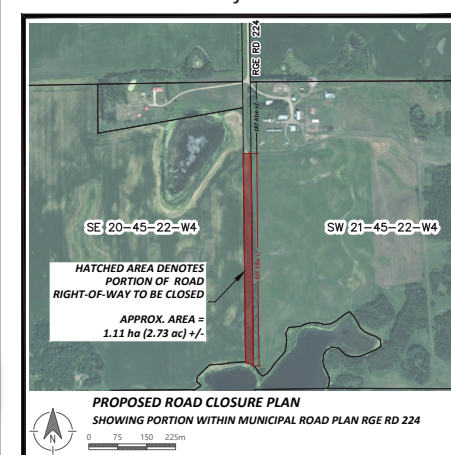 RGE RD 224
SE 20-45-22-W4
SW 21-45-22-W4
HATCHED AREA DENOTES
PORTION OF ROAD
RIGHT-OF-WAY TO BE CLOSED
APPROX. AREA =
1.11 ha (2.73 ac) +/-
PROPOSED ROAD CLOSURE PLAN
SHOWING PORTION WITHIN MUNICIPAL ROAD PLAN RGE RD 224
N
0 75 150 225m